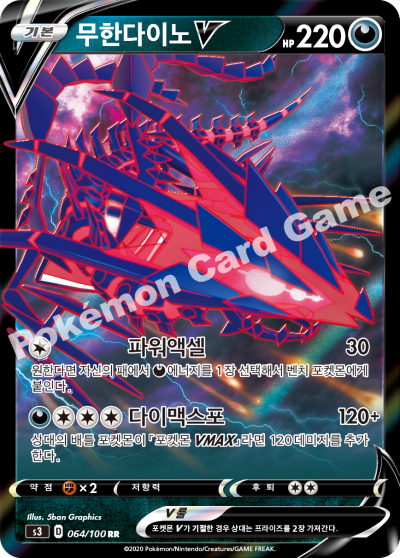 기본 무한다이노 V HP 220
Pokémon Card Game
파워액셀 30
원한다면 자신의 패에서 에너지를 1장 선택해서 벤치 포켓몬에게
붙인다.
다이맥스포 120+
상대의 배틀 포켓몬이 「포켓몬 VMAX」라면 120데미지를 추가
한다.
약점 ×2 저항력 후퇴
Illus. 5ban Graphics
V룰
s3 D 064/100 RR
포켓몬 V가 기절한 경우 상대는 프라이즈를 2장 가져간다.
©2020 Pokémon/Nintendo/Creatures/GAME FREAK.